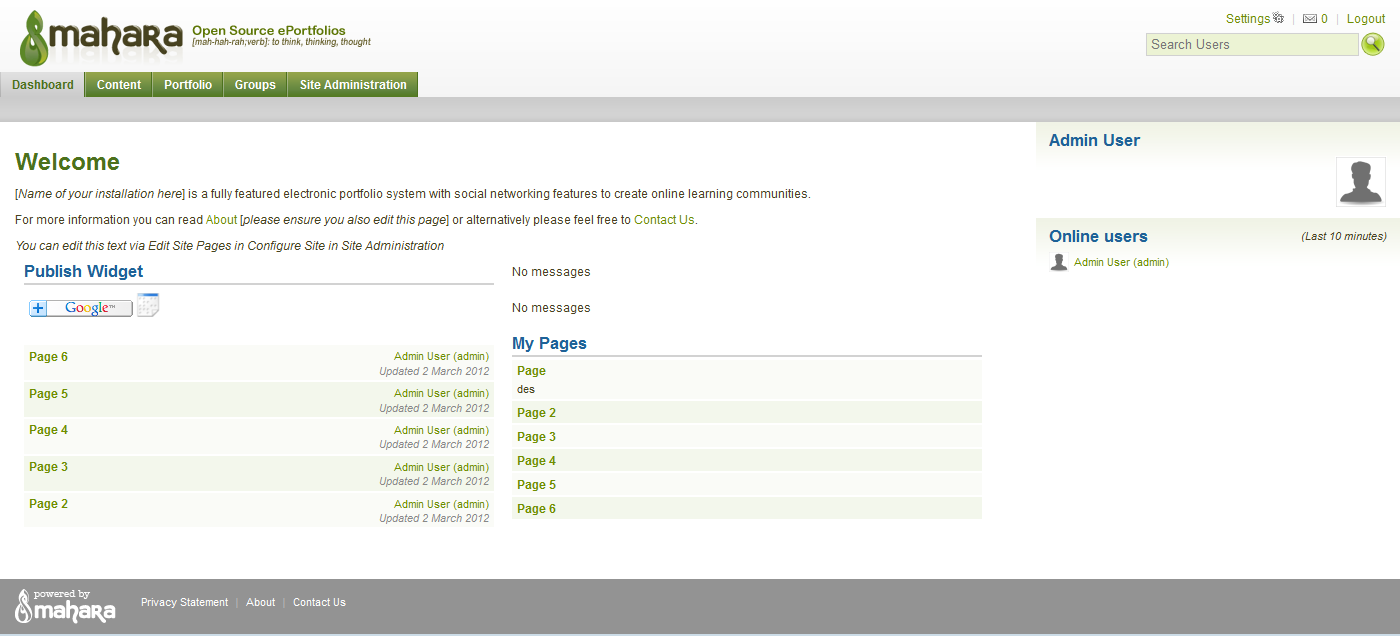 mahara
Open Source ePortfolios
[mah-hah-rah;verb]: to think, thinking, thought
Settings | 0 | Logout
Search Users
Dashboard Content Portfolio Groups Site Administration
Welcome
[Name of your installation here] is a fully featured electronic portfolio system with social networking features to create online learning communities.
For more information you can read About [please ensure you also edit this page] or alternatively please feel free to Contact Us.
You can edit this text via Edit Site Pages in Configure Site in Site Administration
Publish Widget
Google™
Page 6 Admin User (admin)
Updated 2 March 2012
Page 5 Admin User (admin)
Updated 2 March 2012
Page 4 Admin User (admin)
Updated 2 March 2012
Page 3 Admin User (admin)
Updated 2 March 2012
Page 2 Admin User (admin)
Updated 2 March 2012
No messages
No messages
My Pages
Page
des
Page 2
Page 3
Page 4
Page 5
Page 6
Admin User
Online users (Last 10 minutes)
Admin User (admin)
powered by
mahara
Privacy Statement | About | Contact Us